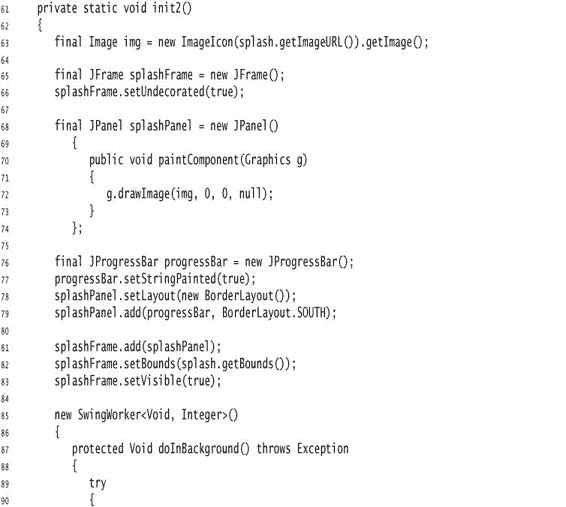 61 private static void init2()
62 {
63 final Image img = new ImageIcon(splash.getImageURL()).getImage();
64
65 final JFrame splashFrame = new JFrame();
66 splashFrame.setUndecorated(true);
67
68 final JPanel splashPanel = new JPanel()
69 {
70 public void paintComponent(Graphics g)
71 {
72 g.drawImage(img, 0, 0, null);
73 }
74 };
75
76 final JProgressBar progressBar = new JProgressBar();
77 progressBar.setStringPainted(true);
78 splashPanel.setLayout(new BorderLayout());
79 splashPanel.add(progressBar, BorderLayout.SOUTH);
80
81 splashFrame.add(splashPanel);
82 splashFrame.setBounds(splash.getBounds());
83 splashFrame.setVisible(true);
84
85 new SwingWorker<Void, Integer>()
86 {
87 protected Void doInBackground() throws Exception
88 {
89 try
90 {